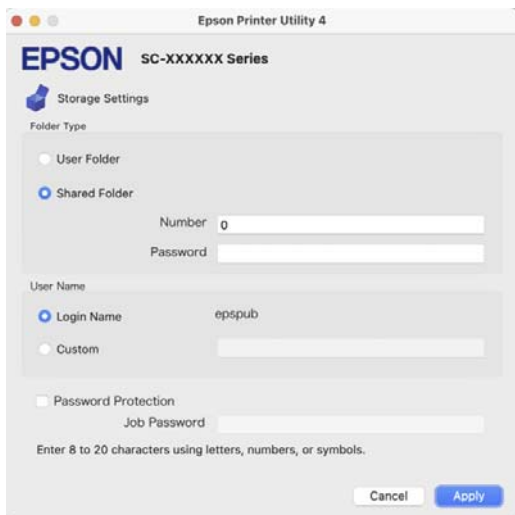 Epson Printer Utility 4
EPSON SC-XXXXXX Series
Storage Settings
Folder Type
User Folder
Shared Folder
Number 0
Password
User Name
Login Name epspub
Custom
Password Protection
Job Password
Enter 8 to 20 characters using letters, numbers, or symbols.
Cancel Apply